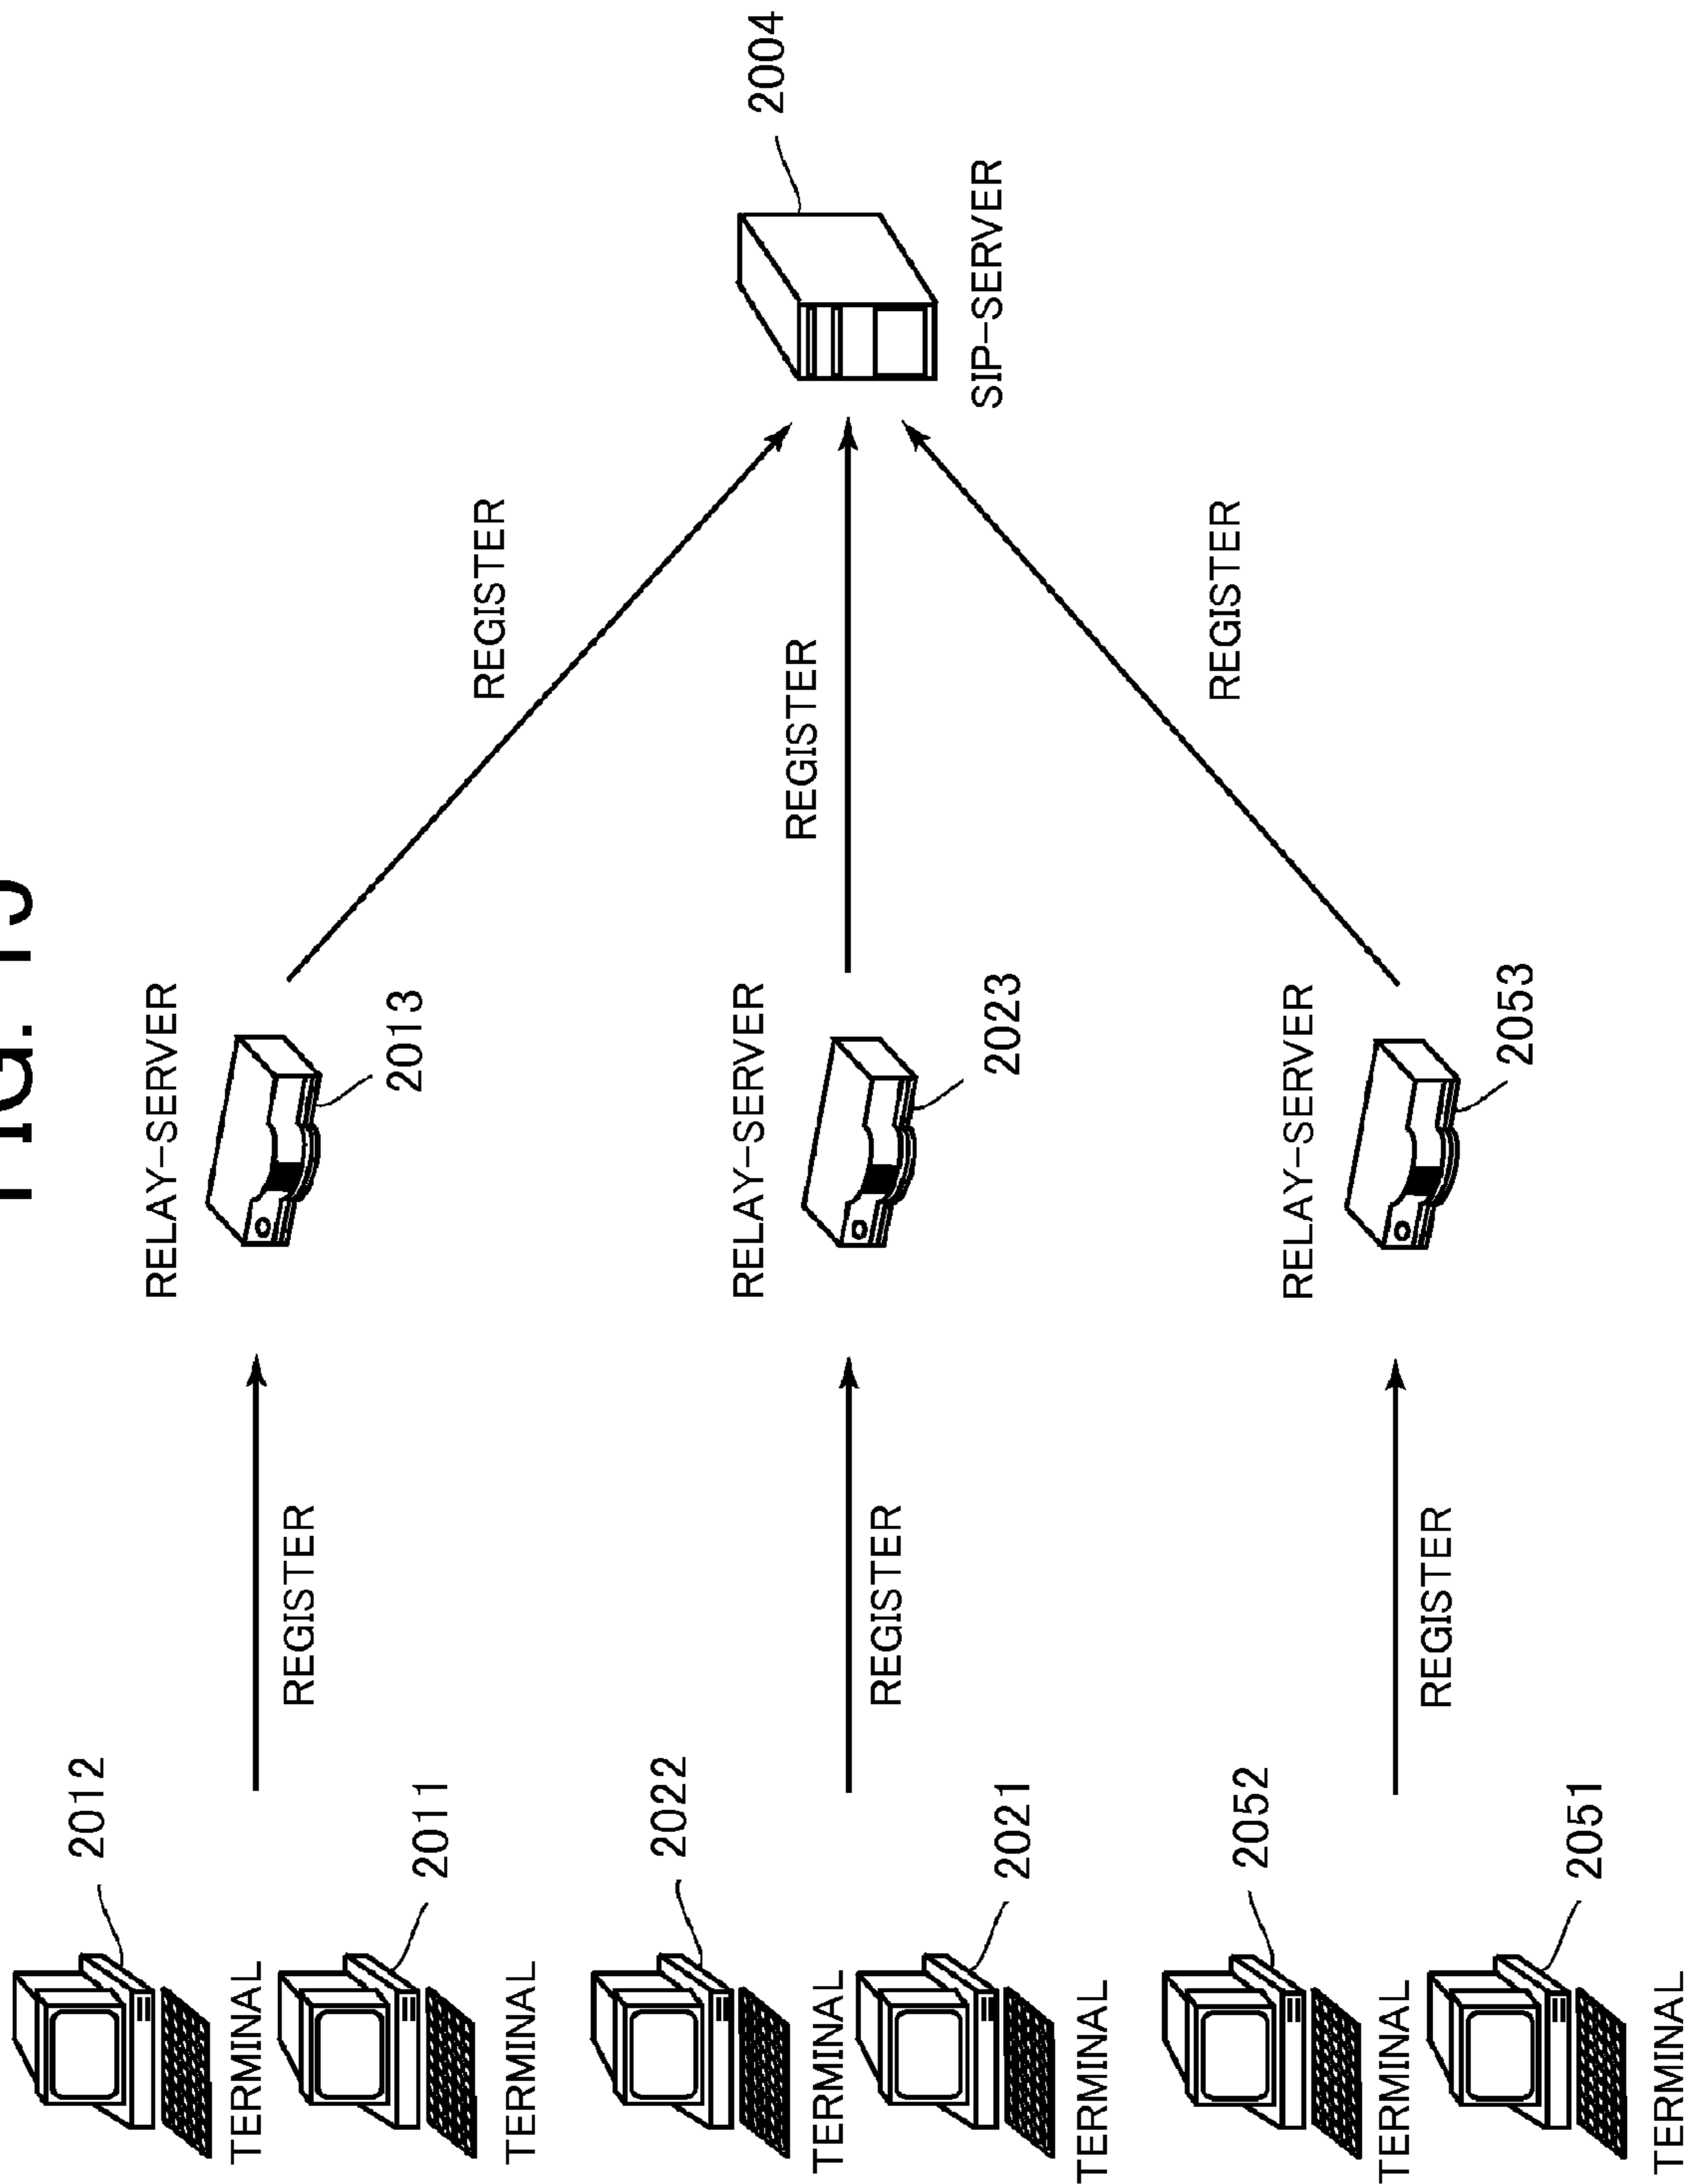 FIG.
2012
TERMINAL
2011
TERMINAL
REGISTER
RELAY-SERVER
2013
REGISTER
2022
TERMINAL
2021
TERMINAL
REGISTER
RELAY-SERVER
2023
REGISTER
2004
SIP-SERVER
2052
TERMINAL
2051
TERMINAL
REGISTER
RELAY-SERVER
2053
REGISTER